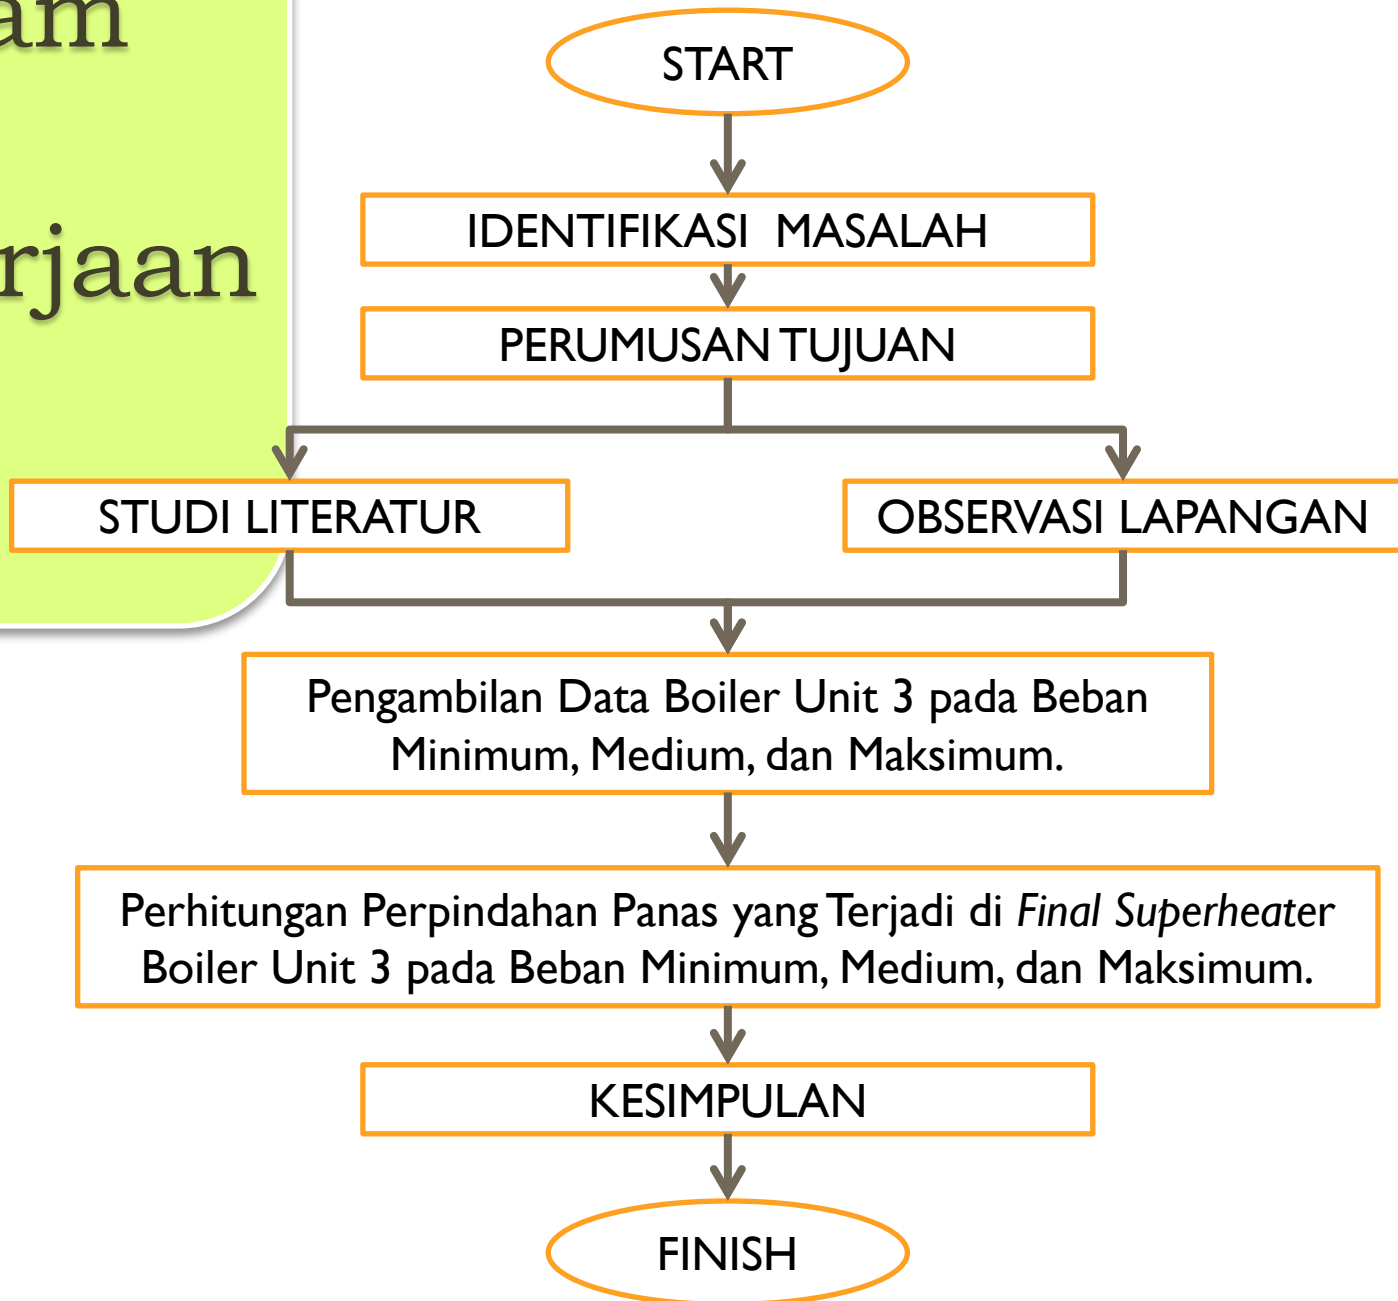 START
IDENTIFIKASI MASALAH
PERUMUSAN TUJUAN
STUDI LITERATUR
OBSERVASI LAPANGAN
Pengambilan Data Boiler Unit 3 pada Beban
Minimum, Medium, dan Maksimum.
Perhitungan Perpindahan Panas yang Terjadi di Final Superheater
Boiler Unit 3 pada Beban Minimum, Medium, dan Maksimum.
KESIMPULAN
FINISH